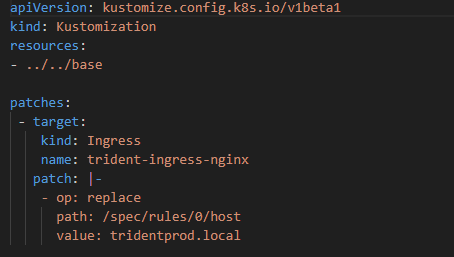 apiVersion: kustomize.config.k8s.io/v1beta1
kind: Kustomization
resources:
- ../../base

patches:
  - target:
      kind: Ingress
      name: trident-ingress-nginx
    patch: |-
      - op: replace
        path: /spec/rules/0/host
        value: tridentprod.local